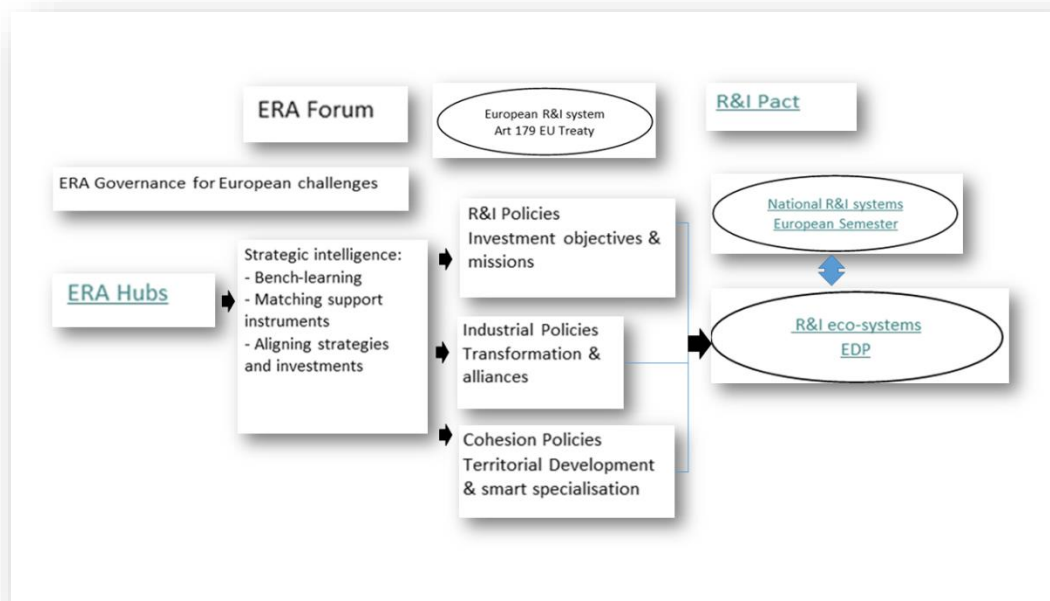 ERA Forum
European R&I system
Art 179 EU Treaty
R&I Pact
ERA Governance for European challenges
National R&I systems
European Semester
ERA Hubs
Strategic intelligence:
- Bench-learning
- Matching support
instruments
- Aligning strategies
and investments
R&I Policies
Investment objectives &
missions
Industrial Policies
Transformation &
alliances
Cohesion Policies
Territorial Development
& smart specialisation
R&I eco-systems
EDP